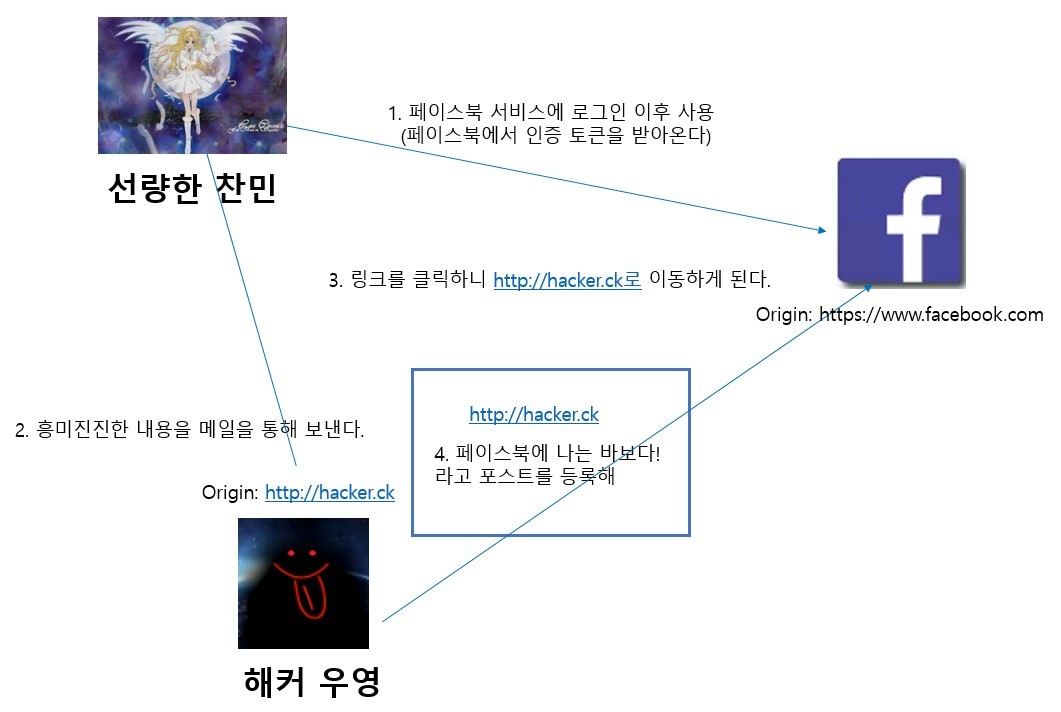 1. 페이스북 서비스에 로그인 이후 사용
(페이스북에서 인증 토큰을 받아온다)
선량한 찬민
f
3. 링크를 클릭하니 http://hacker.ck로 이동하게 된다.
Origin: https://www.facebook.com
http://hacker.ck
2. 흥미진진한 내용을 메일을 통해 보낸다.
4. 페이스북에 나는 바보다!
라고 포스트를 등록해
Origin: http://hacker.ck
해커 우영